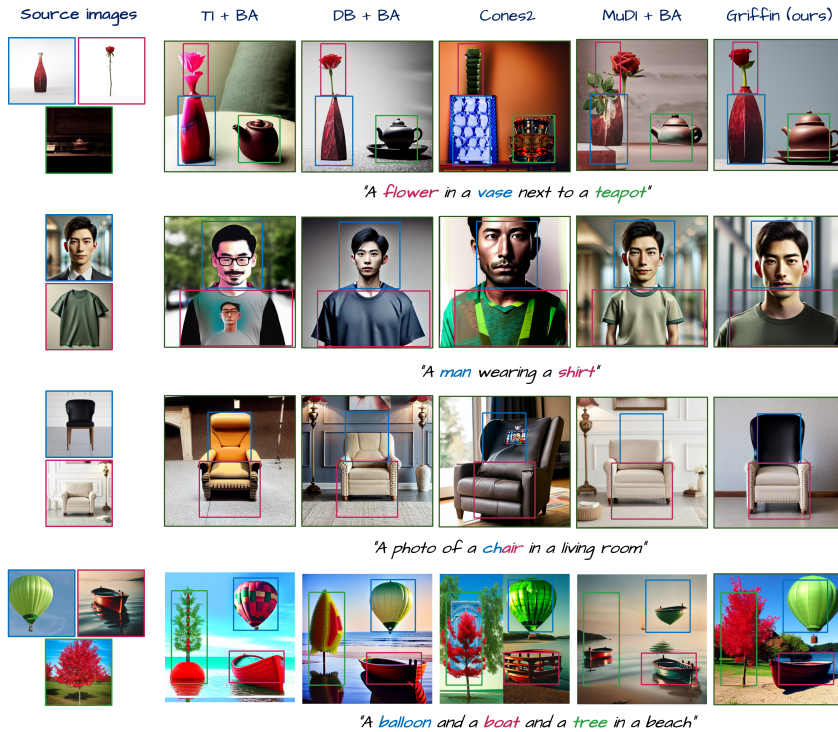 Source images TI + BA DB + BA Cones2 MuDI + BA Griffin (ours)
"A flower in a vase next to a teapot"
"A man wearing a shirt"
"A photo of a chair in a living room"
"A balloon and a boat and a tree in a beach"